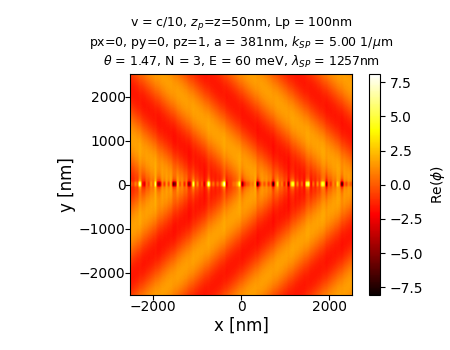 v = c/10, z_p=z=50nm, Lp = 100nm
px=0, py=0, pz=1, a = 381nm, k_SP = 5.00 1/μm
θ = 1.47, N = 3, E = 60 meV, λ_SP = 1257nm
y [nm]
2000
1000
0
−1000
−2000
−2000 0 2000
x [nm]
7.5
5.0
2.5
0.0
−2.5
−5.0
−7.5
Re(ϕ)